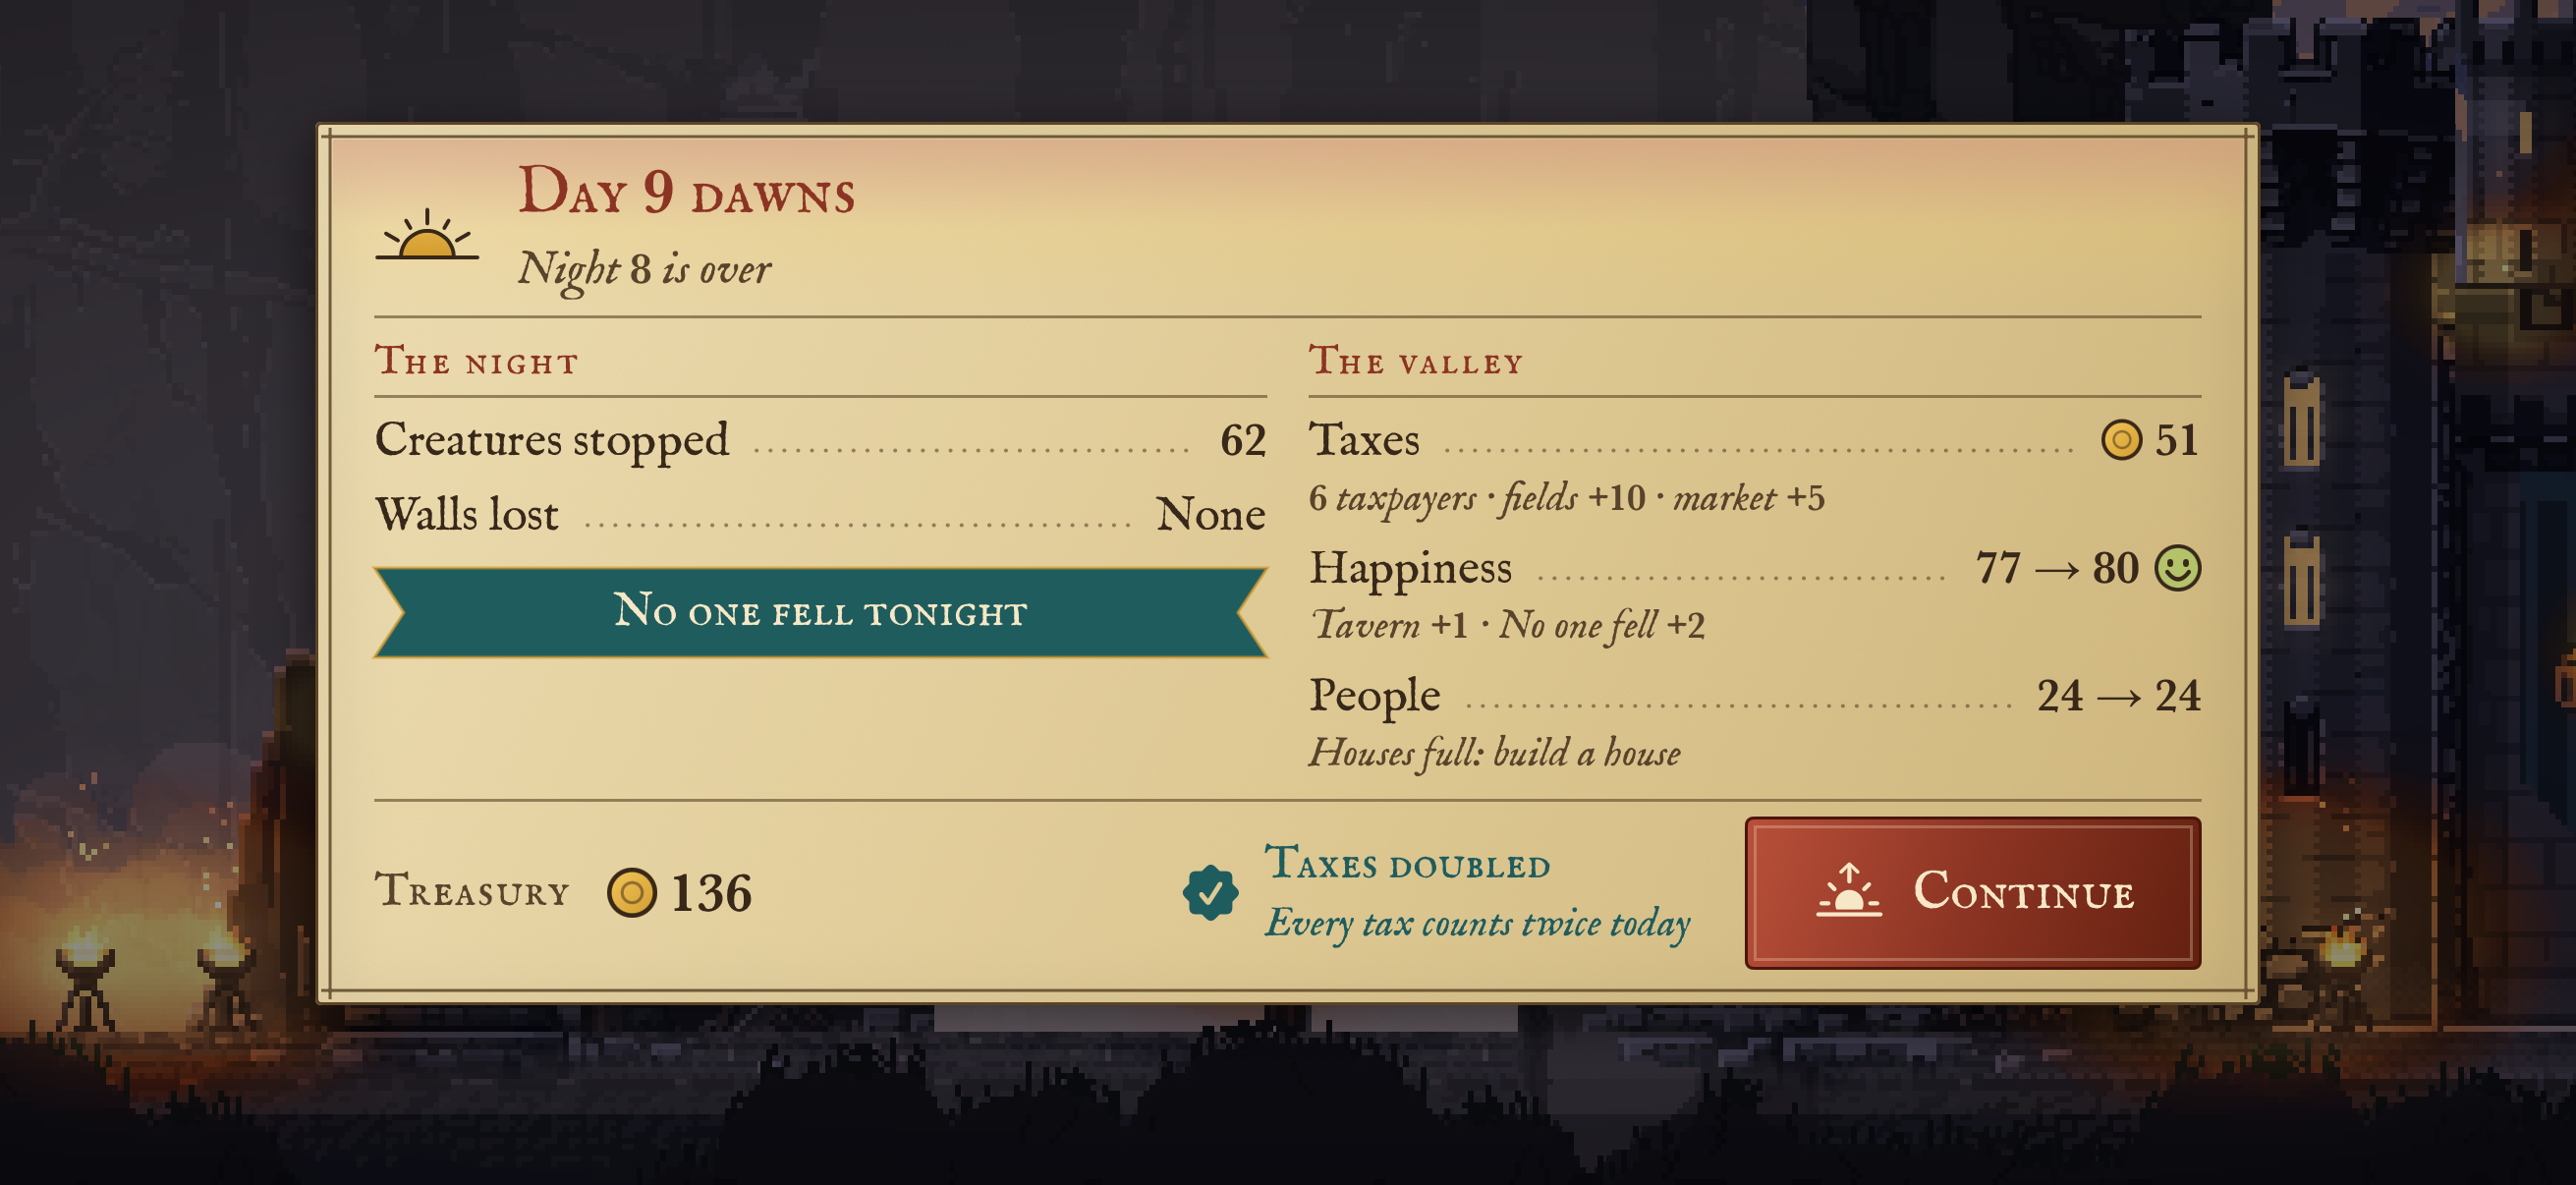 Day 9 dawns
Night 8 is over
The night
Creatures stopped 62
Walls lost None
No one fell tonight
The valley
Taxes 51
6 taxpayers · fields +10 · market +5
Happiness 77 → 80
Tavern +1 · No one fell +2
People 24 → 24
Houses full: build a house
Treasury 136
Taxes doubled
Every tax counts twice today
Continue